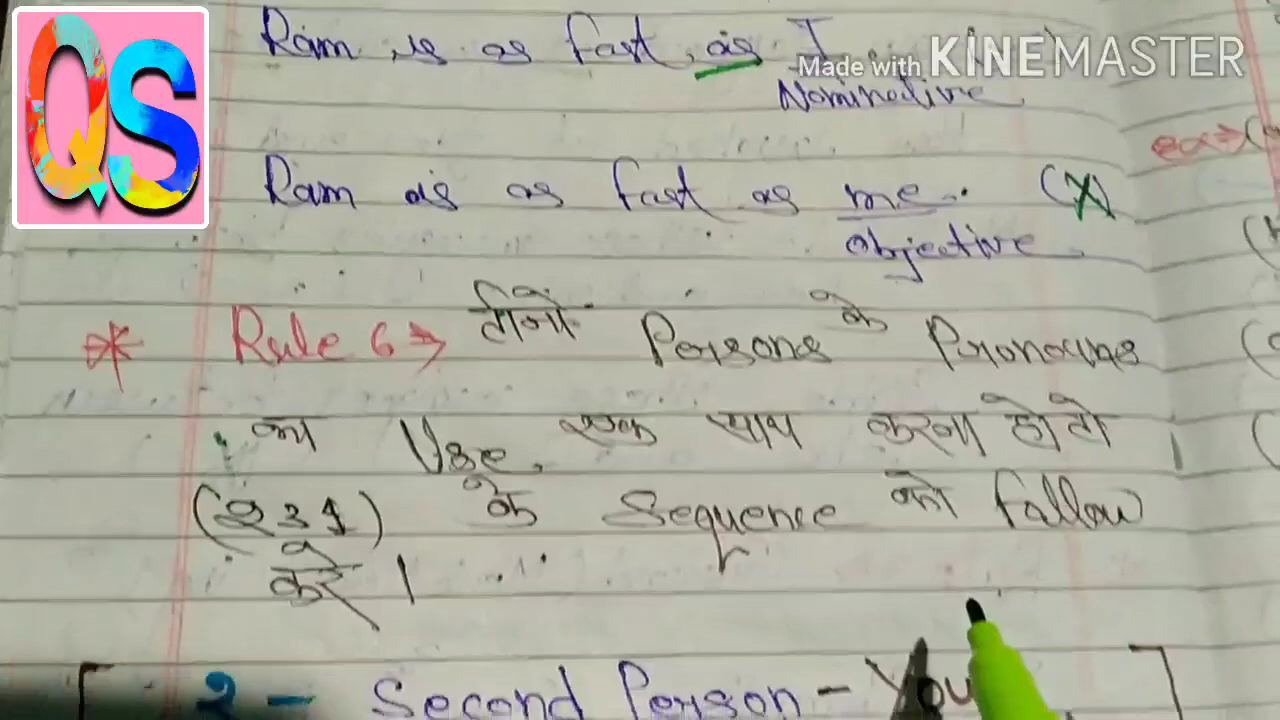 QS
Ram is as fast as I
Made with KINEMASTER
Nominative
ex→(
Ram is as fast as me. (X)
objective
* Rule 6→ तीनों Persons के Pronouns
का Use, एक साथ करना हो तो ।
(2 3 1) के Sequence को follow
करे ।
[ 2 - Second Person - You ]